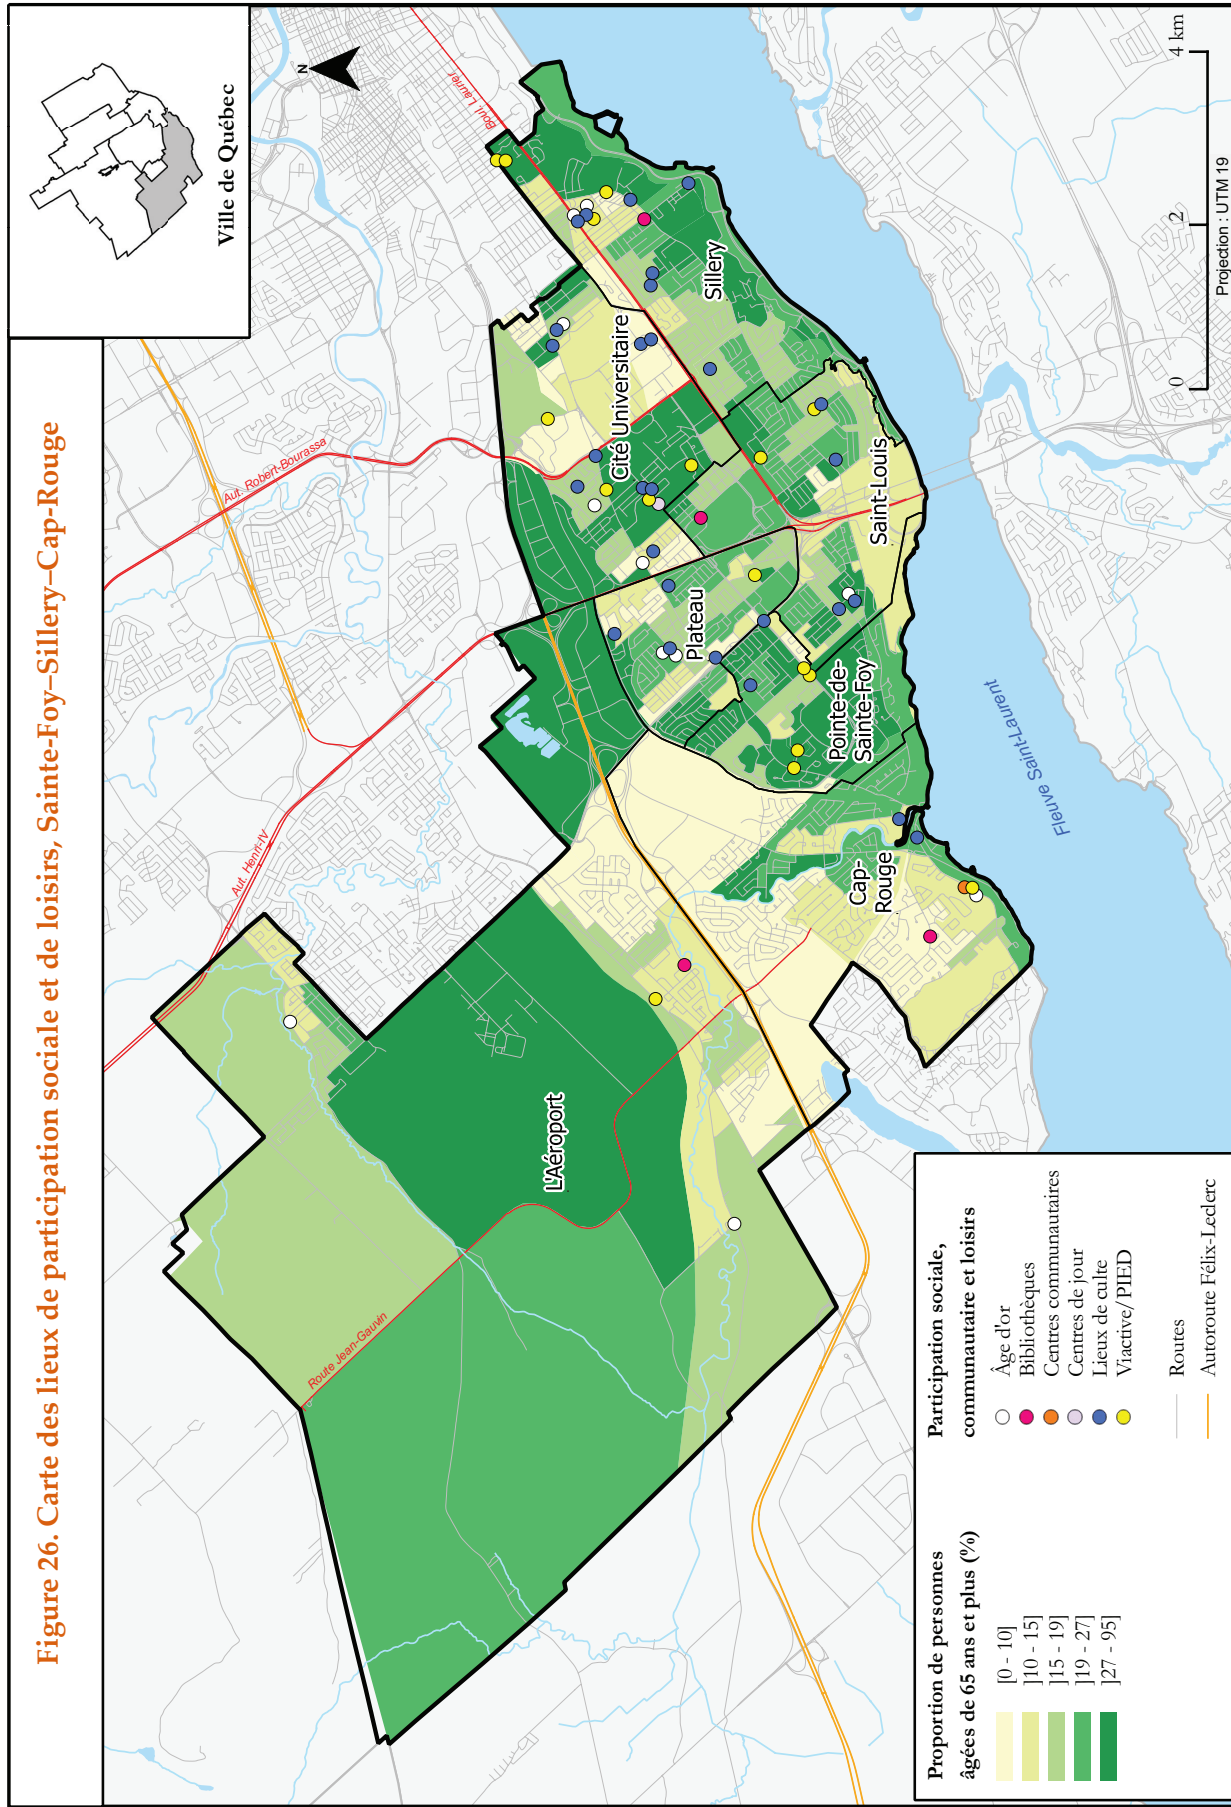 Figure 26. Carte des lieux de participation sociale et de loisirs, Sainte-Foy–Sillery–Cap-Rouge
Ville de Québec
N
Aut. Henri-IV
Aut. Robert-Bourassa
Boul. Laurier
Route Jean-Gauvin
L'Aéroport
Cité Universitaire
Plateau
Sillery
Pointe-de-
Sainte-Foy
Saint-Louis
Cap-
Rouge
Fleuve Saint-Laurent
Proportion de personnes
âgées de 65 ans et plus (%)
[0 - 10]
]10 - 15]
]15 - 19]
]19 - 27]
]27 - 95]
Participation sociale,
communautaire et loisirs
Âge d'or
Bibliothèques
Centres communautaires
Centres de jour
Lieux de culte
Viactive/PIED
Routes
Autoroute Félix-Leclerc
0 2 4 km
Projection : UTM 19